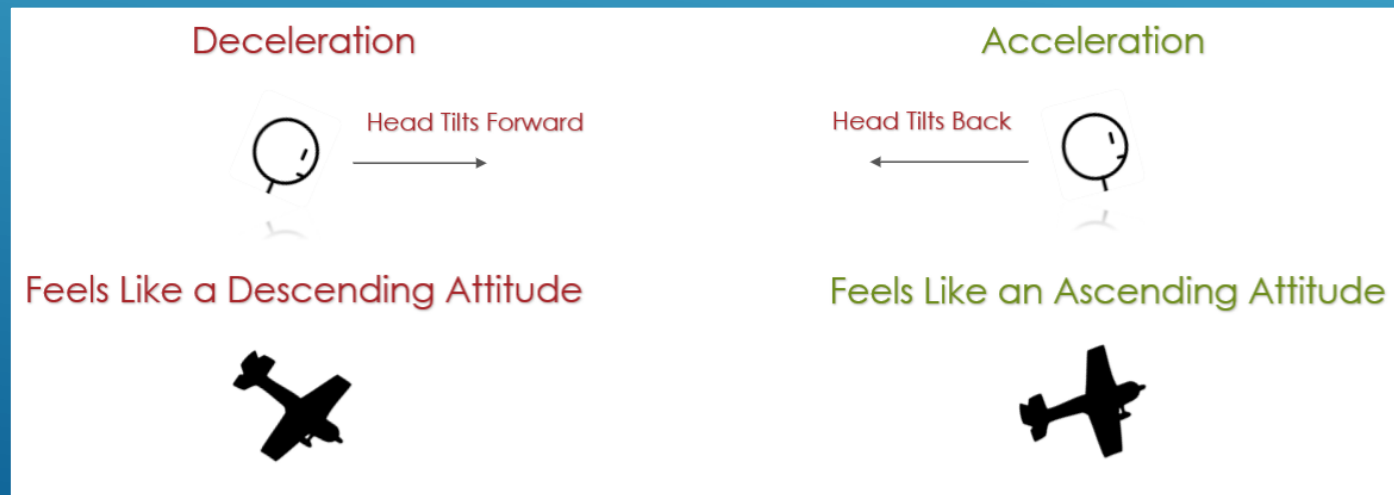 Deceleration
Head Tilts Forward
Feels Like a Descending Attitude
Acceleration
Head Tilts Back
Feels Like an Ascending Attitude